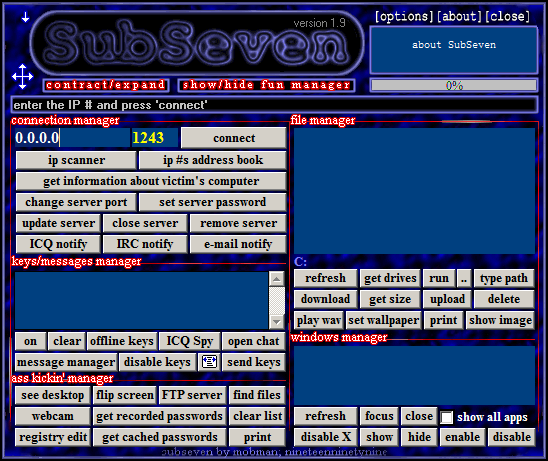 SubSeven
version 1.9
[options] [about] [close]
about SubSeven
contract/expand
show/hide fun manager
0%
enter the IP # and press 'connect'
connection manager
0.0.0.0
1243
connect
ip scanner
ip #s address book
get information about victim's computer
change server port
set server password
update server
close server
remove server
ICQ notify
IRC notify
e-mail notify
keys/messages manager
on
clear
offline keys
ICQ Spy
open chat
message manager
disable keys
send keys
ass kickin' manager
see desktop
flip screen
FTP server
find files
webcam
get recorded passwords
clear list
registry edit
get cached passwords
print
file manager
C:
refresh
get drives
run
..
type path
download
get size
upload
delete
play wav
set wallpaper
print
show image
windows manager
refresh
focus
close
show all apps
disable X
show
hide
enable
disable
subseven by mobman, nineteenninetynine